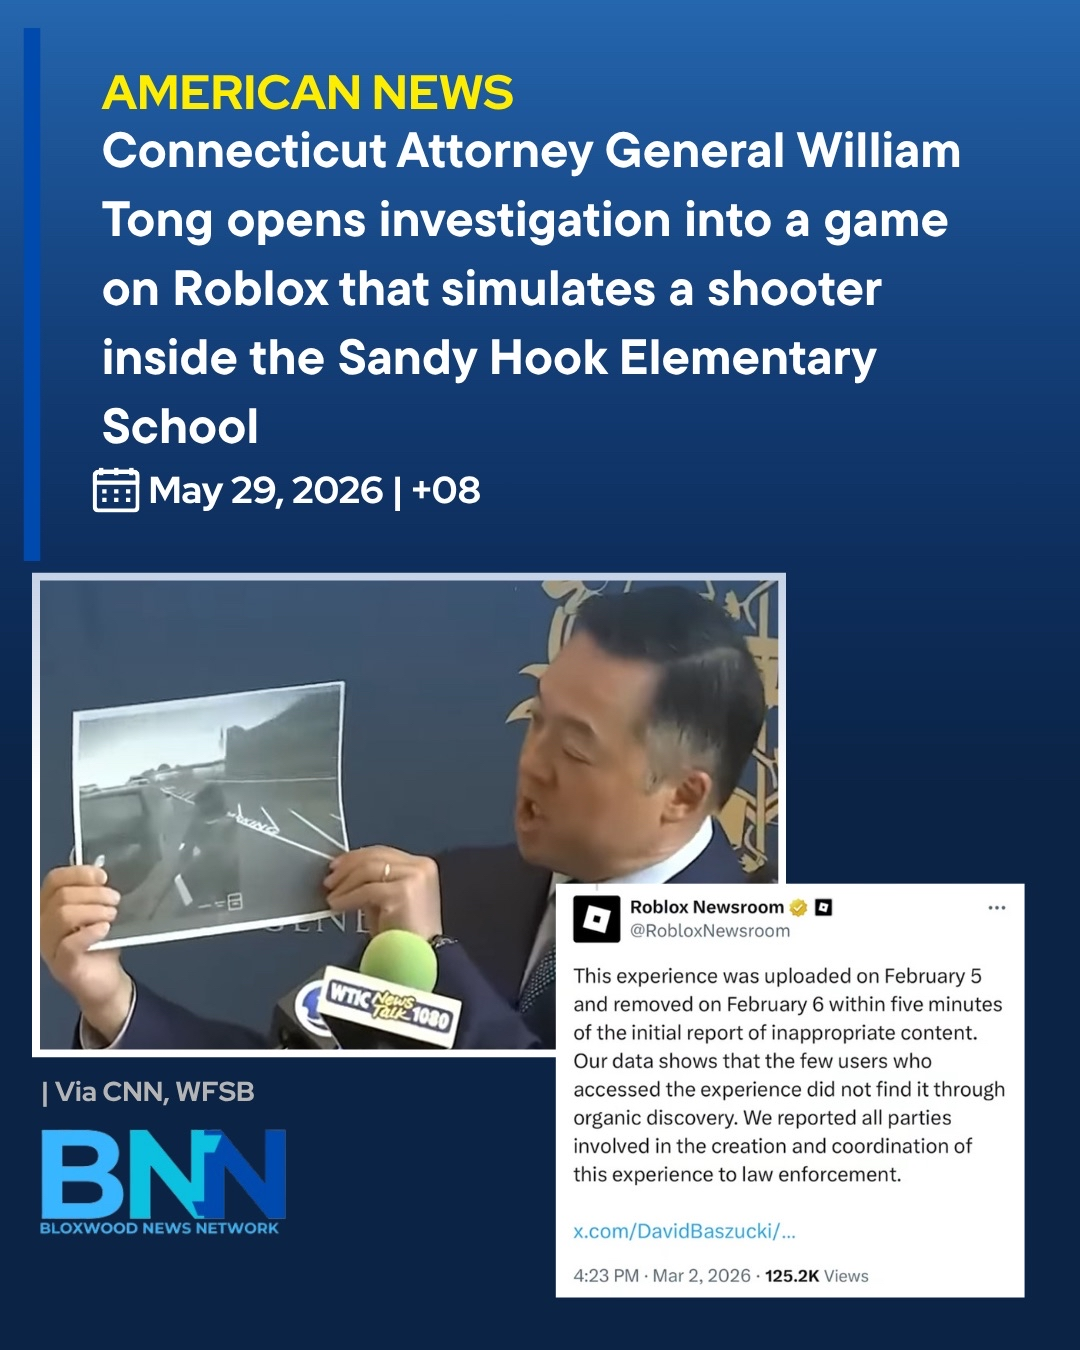 AMERICAN NEWS
Connecticut Attorney General William
Tong opens investigation into a game
on Roblox that simulates a shooter
inside the Sandy Hook Elementary
School
May 29, 2026 | +08
WTIC News
Talk 1080
Roblox Newsroom
@RobloxNewsroom
This experience was uploaded on February 5
and removed on February 6 within five minutes
of the initial report of inappropriate content.
Our data shows that the few users who
accessed the experience did not find it through
organic discovery. We reported all parties
involved in the creation and coordination of
this experience to law enforcement.
x.com/DavidBaszucki/...
4:23 PM · Mar 2, 2026 · 125.2K Views
| Via CNN, WFSB
BNN
BLOXWOOD NEWS NETWORK